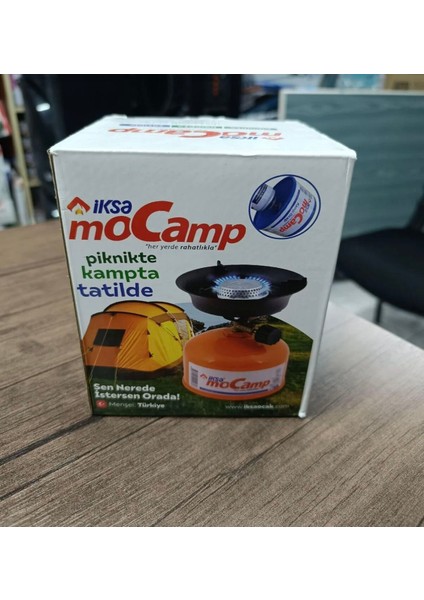 iKSa
moCamp
"her yerde rahatlıkla"
piknikte
kampta
tatilde
iKSa
moCamp
Sen Nerede
İstersen Orada!
Menşei: Türkiye
moCamp